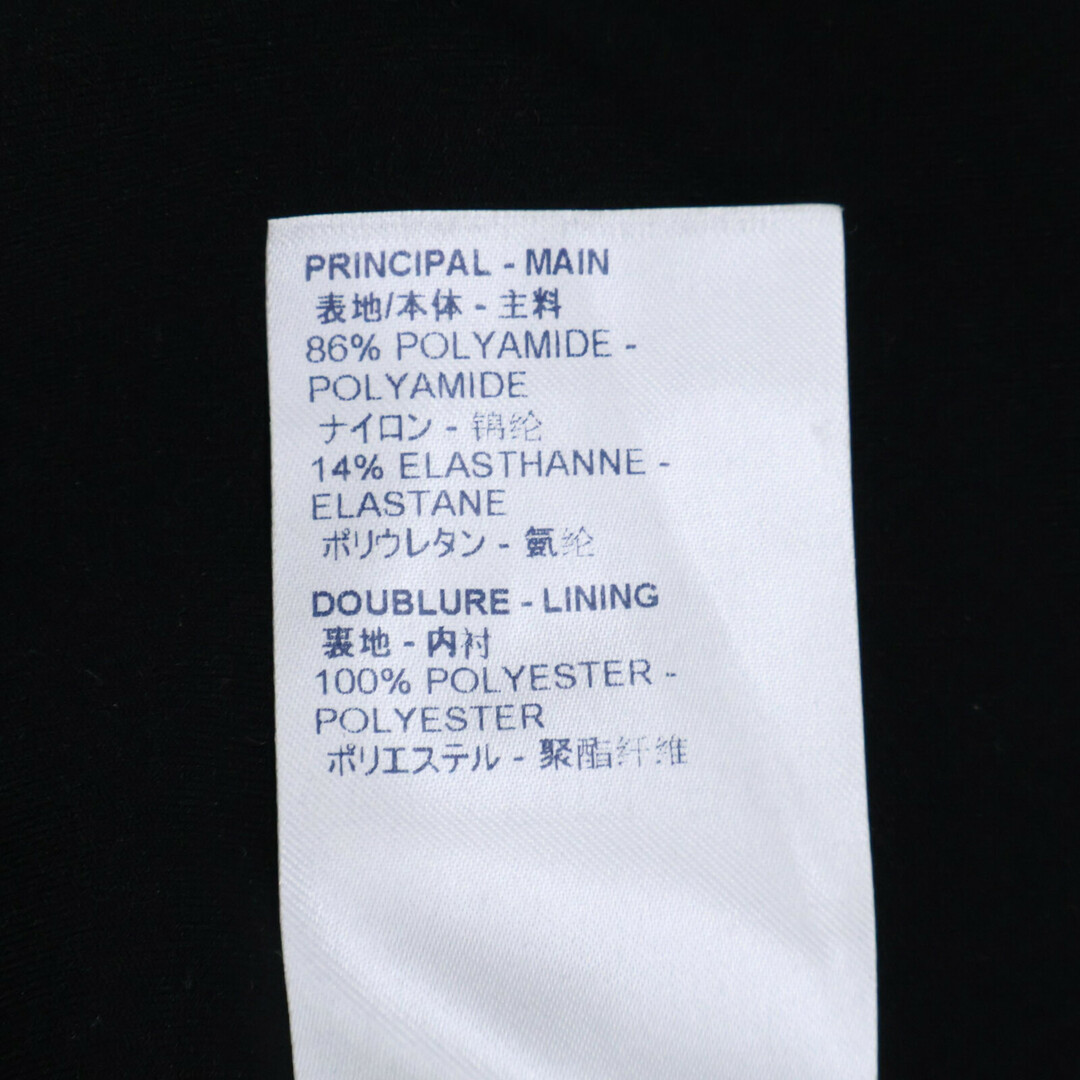 PRINCIPAL - MAIN
表地/本体 - 主料
86% POLYAMIDE -
POLYAMIDE
ナイロン - 锦纶
14% ELASTHANNE -
ELASTANE
ポリウレタン - 氨纶
DOUBLURE - LINING
裏地 - 内衬
100% POLYESTER -
POLYESTER
ポリエステル - 聚酯纤维